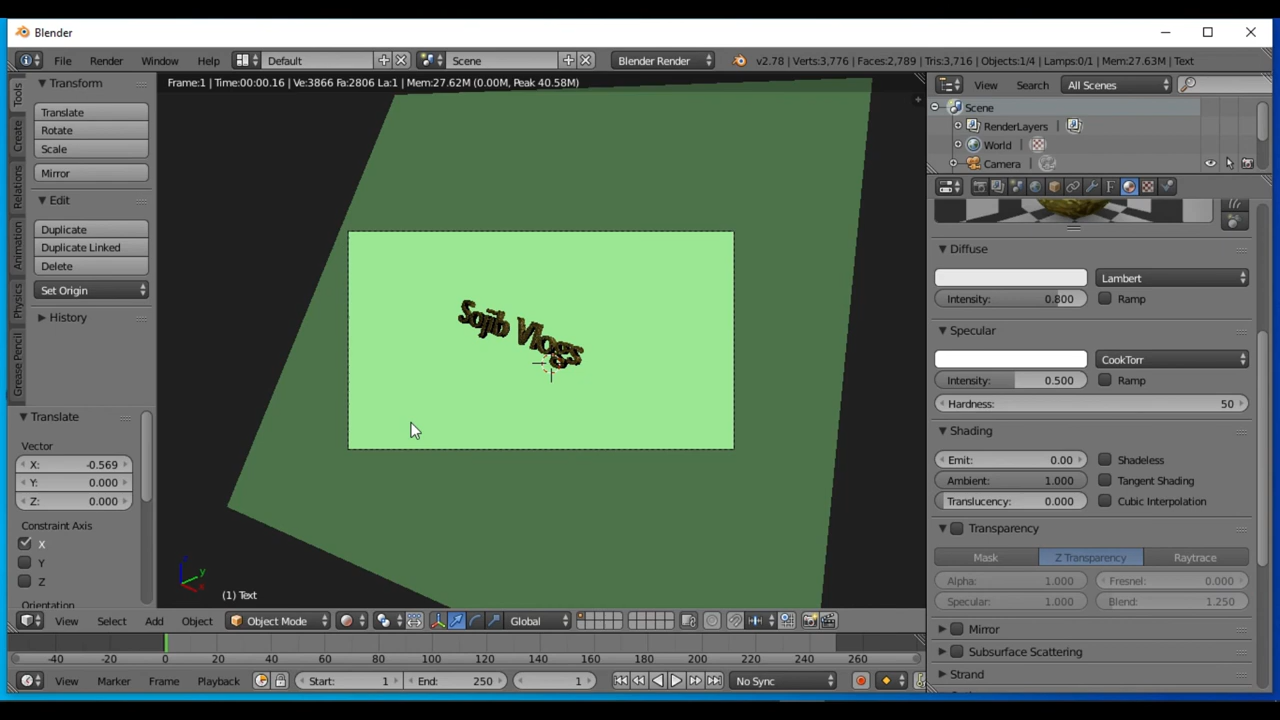 Blender
File Render Window Help Default Scene Blender Render v2.78 | Verts:3,776 | Faces:2,789 | Tris:3,716 | Objects:1/4 | Lamps:0/1 | Mem:27.63M | Text
Transform
Translate
Rotate
Scale
Mirror
Edit
Duplicate
Duplicate Linked
Delete
Set Origin
History
Tools
Create
Relations
Animation
Physics
Grease Pencil
Translate
Vector
X: -0.569
Y: 0.000
Z: 0.000
Constraint Axis
X
Y
Z
Orientation
Frame:1 | Time:00:00.16 | Ve:3866 Fa:2806 La:1 | Mem:27.62M (0.00M, Peak 40.58M)
Sojib Vlogs
(1) Text
View Select Add Object Object Mode Global
-40 -20 0 20 40 60 80 100 120 140 160 180 200 220 240 260
View Marker Frame Playback Start: 1 End: 250 1 No Sync
View Search All Scenes
Scene
RenderLayers
World
Camera
Diffuse
Lambert
Intensity: 0.800 Ramp
Specular
CookTorr
Intensity: 0.500 Ramp
Hardness: 50
Shading
Emit: 0.00 Shadeless
Ambient: 1.000 Tangent Shading
Translucency: 0.000 Cubic Interpolation
Transparency
Mask Z Transparency Raytrace
Alpha: 1.000 Fresnel: 0.000
Specular: 1.000 Blend: 1.250
Mirror
Subsurface Scattering
Strand